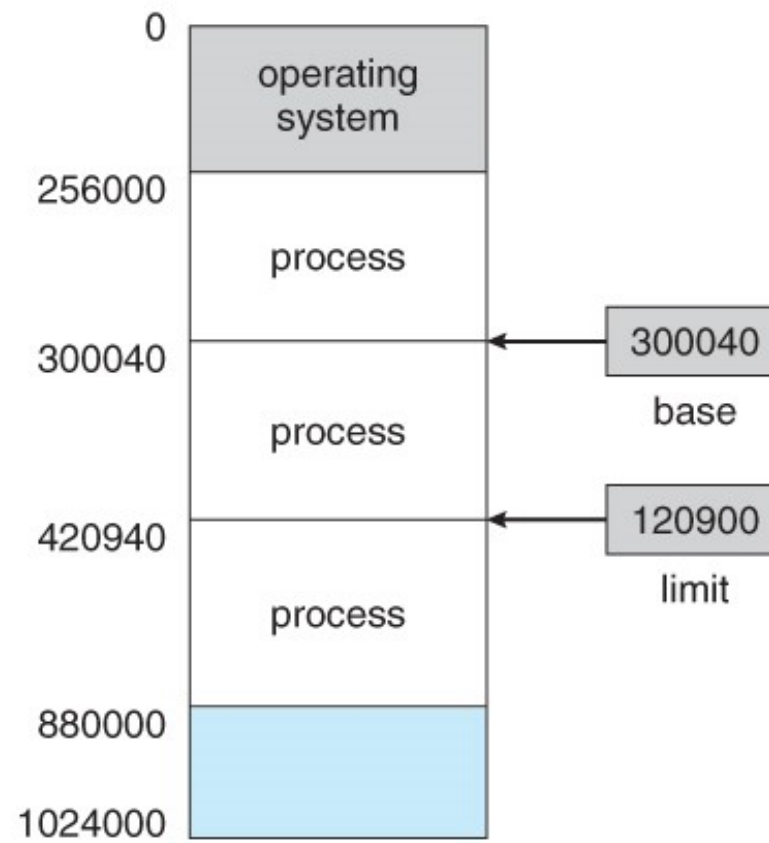 0
operating
system
256000
process
300040
300040
base
process
420940
120900
limit
process
880000
1024000